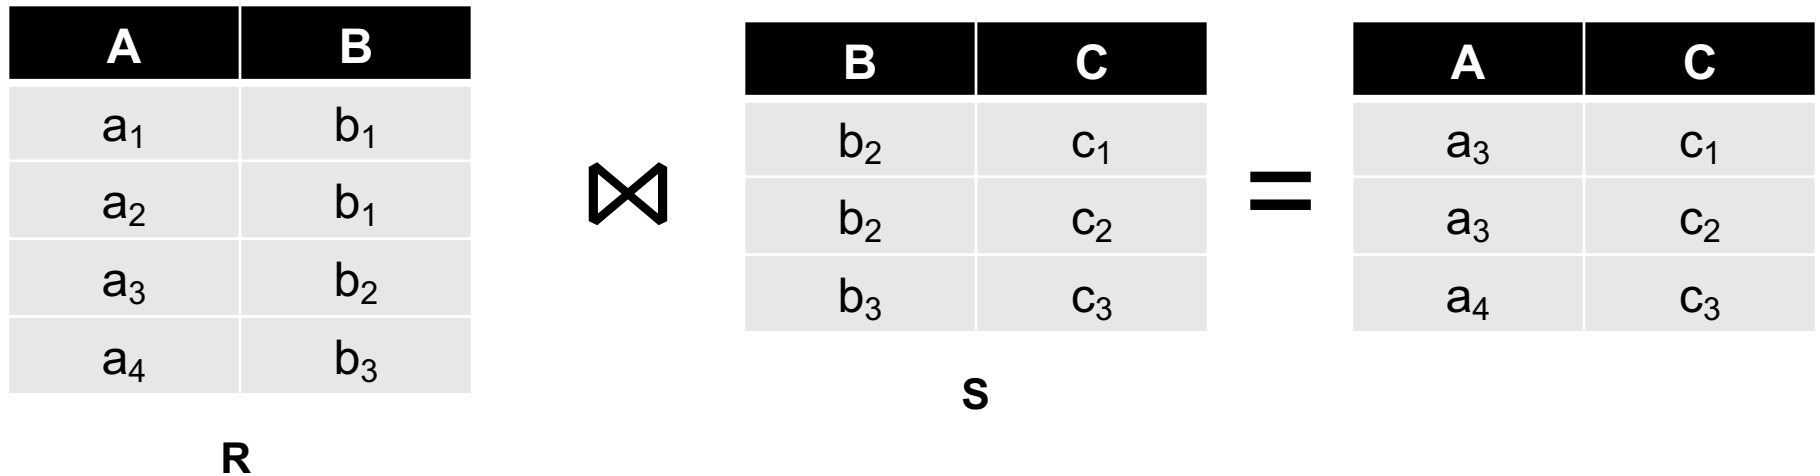 A B
a₁ b₁
a₂ b₁
a₃ b₂
a₄ b₃
R
⋈
B C
b₂ c₁
b₂ c₂
b₃ c₃
S
=
A C
a₃ c₁
a₃ c₂
a₄ c₃